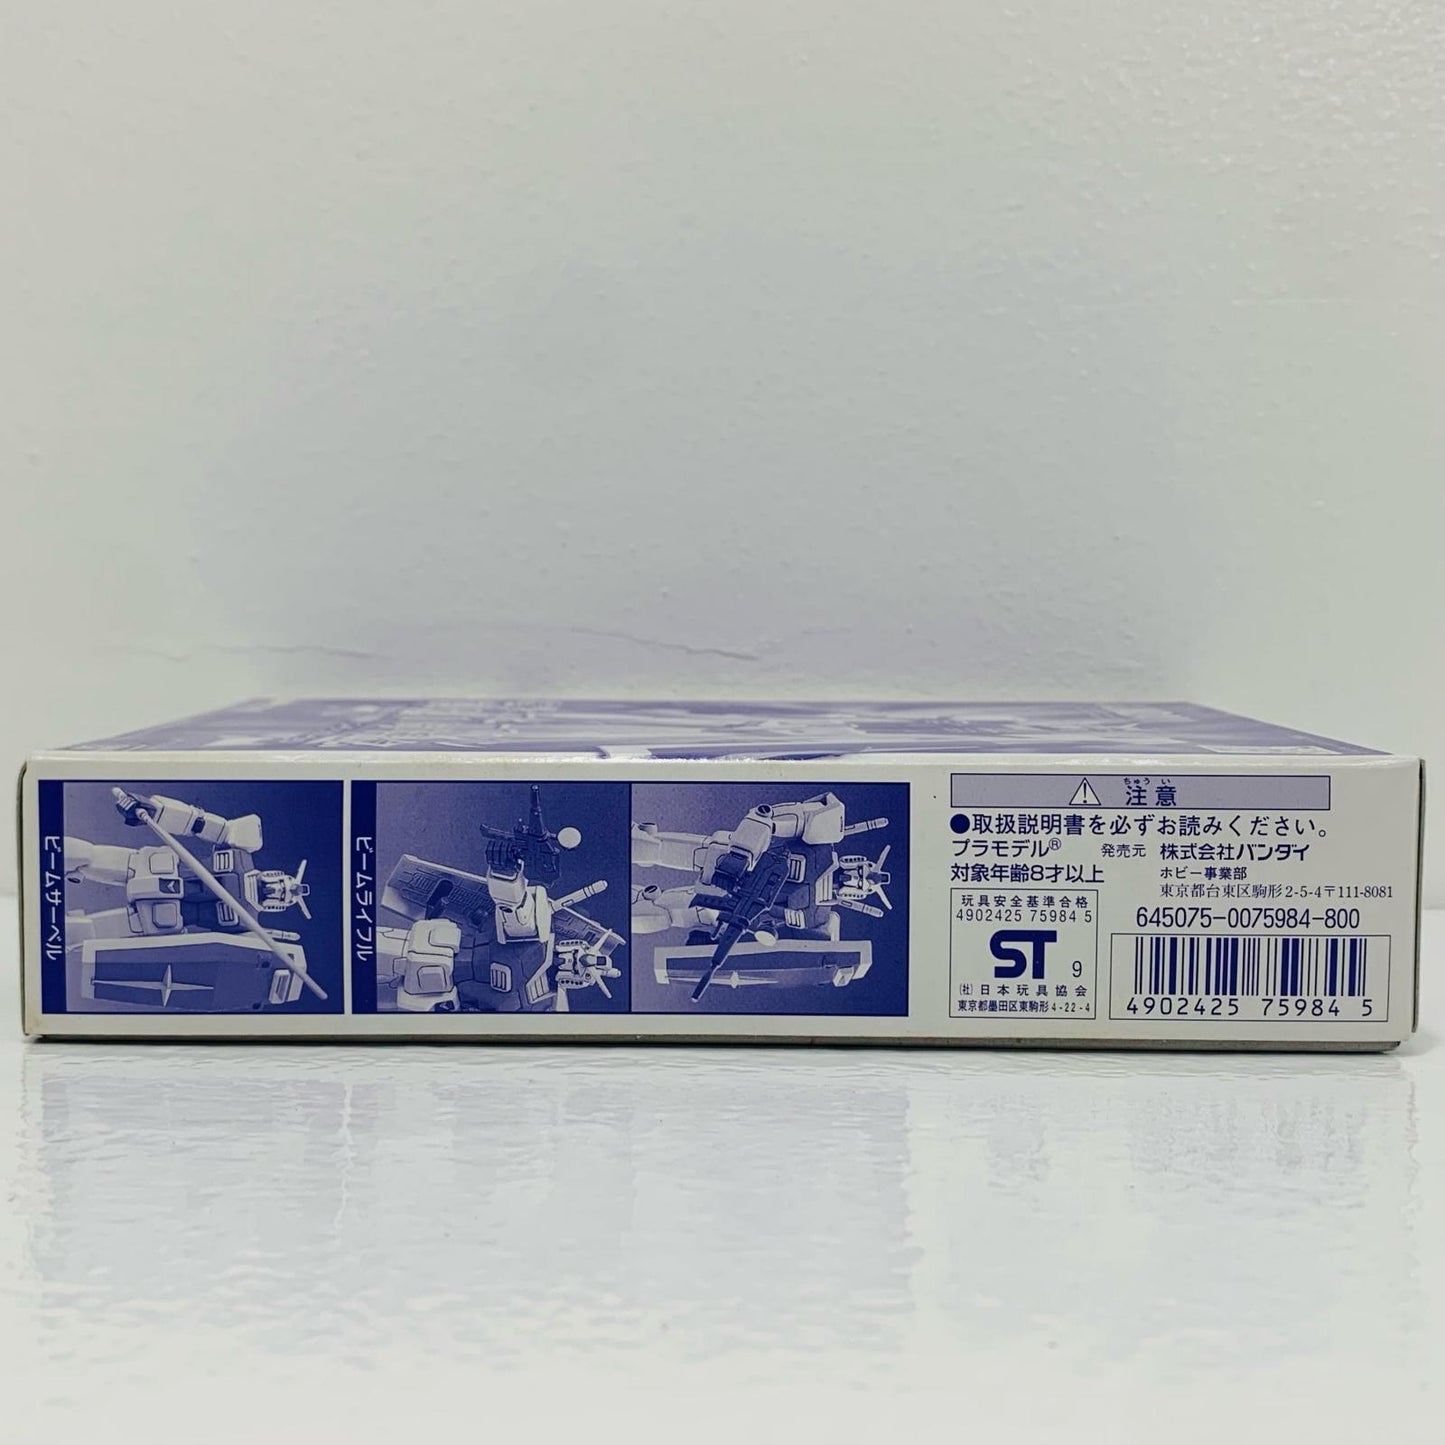 ビームサーベル
ビームライフル
ちゅう い
注意
●取扱説明書を必ずお読みください。
プラモデル® 発売元 株式会社バンダイ
対象年齢8才以上 ホビー事業部
東京都台東区駒形2-5-4〒111-8081
645075-0075984-800
玩具安全基準合格
4902425 75984 5
ST 9
(社)日本玩具協会
東京都墨田区東駒形4-22-4
4902425 75984 5